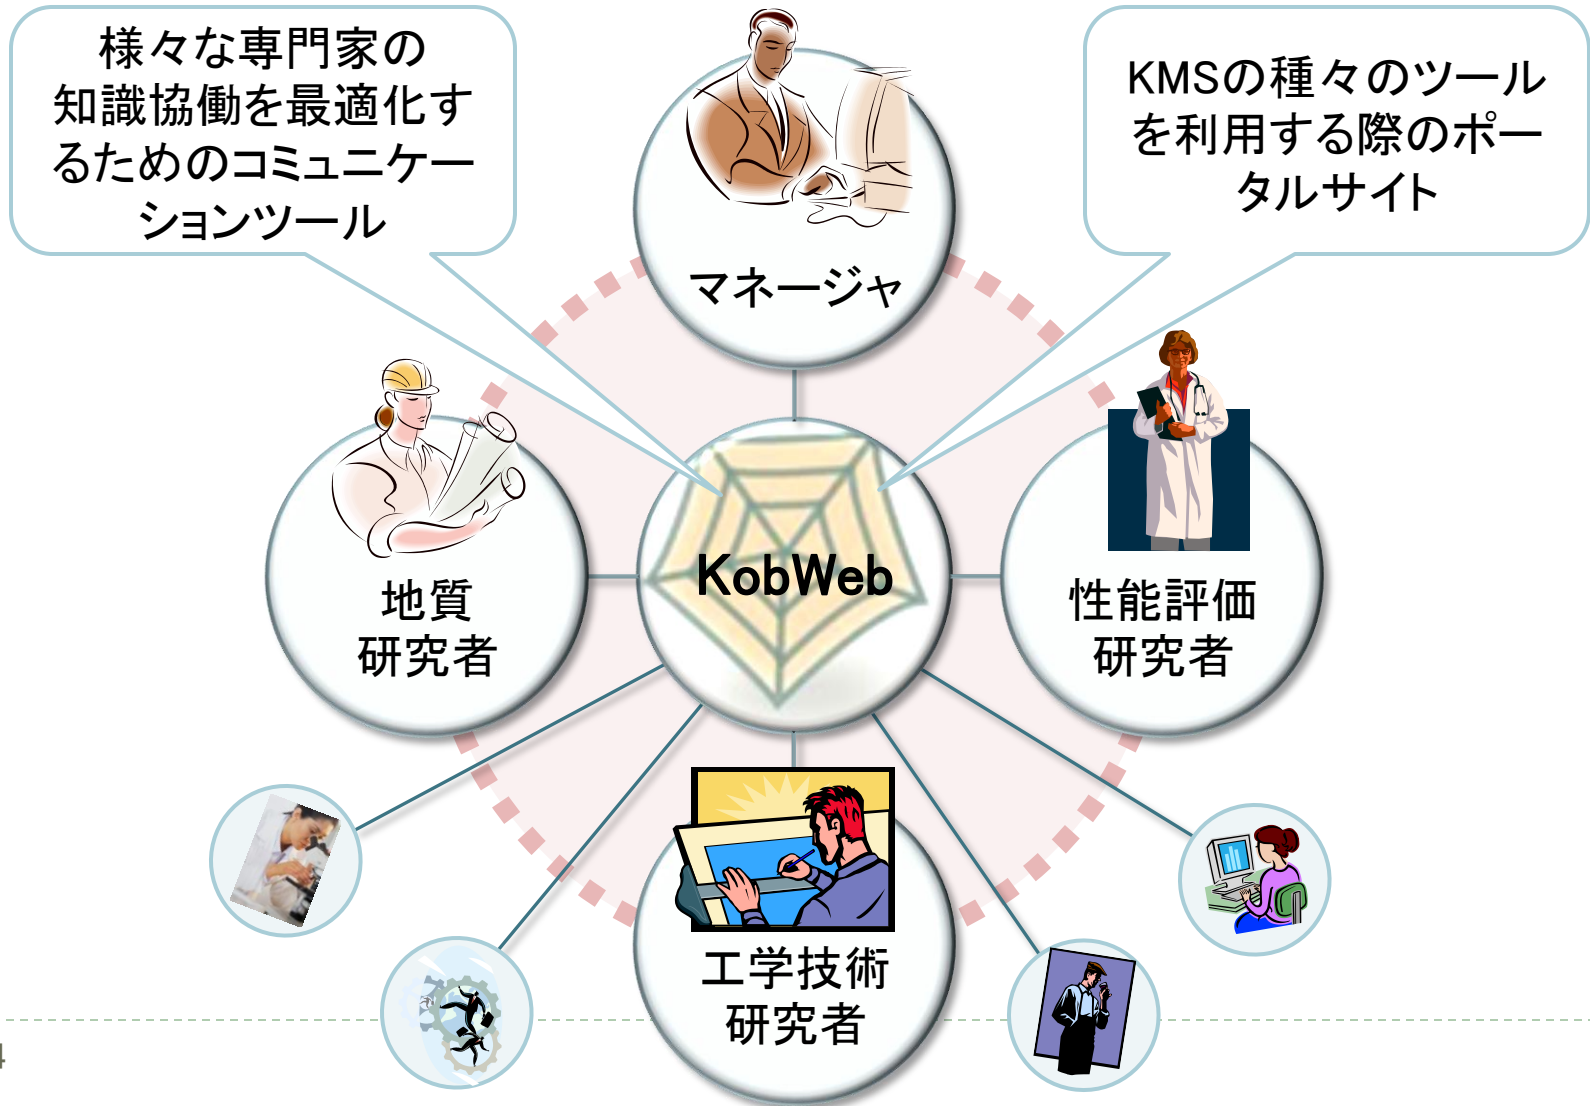 様々な専門家の
知識協働を最適化す
るためのコミュニケー
ションツール
KMSの種々のツール
を利用する際のポー
タルサイト
マネージャ
KobWeb
地質
研究者
性能評価
研究者
工学技術
研究者
4